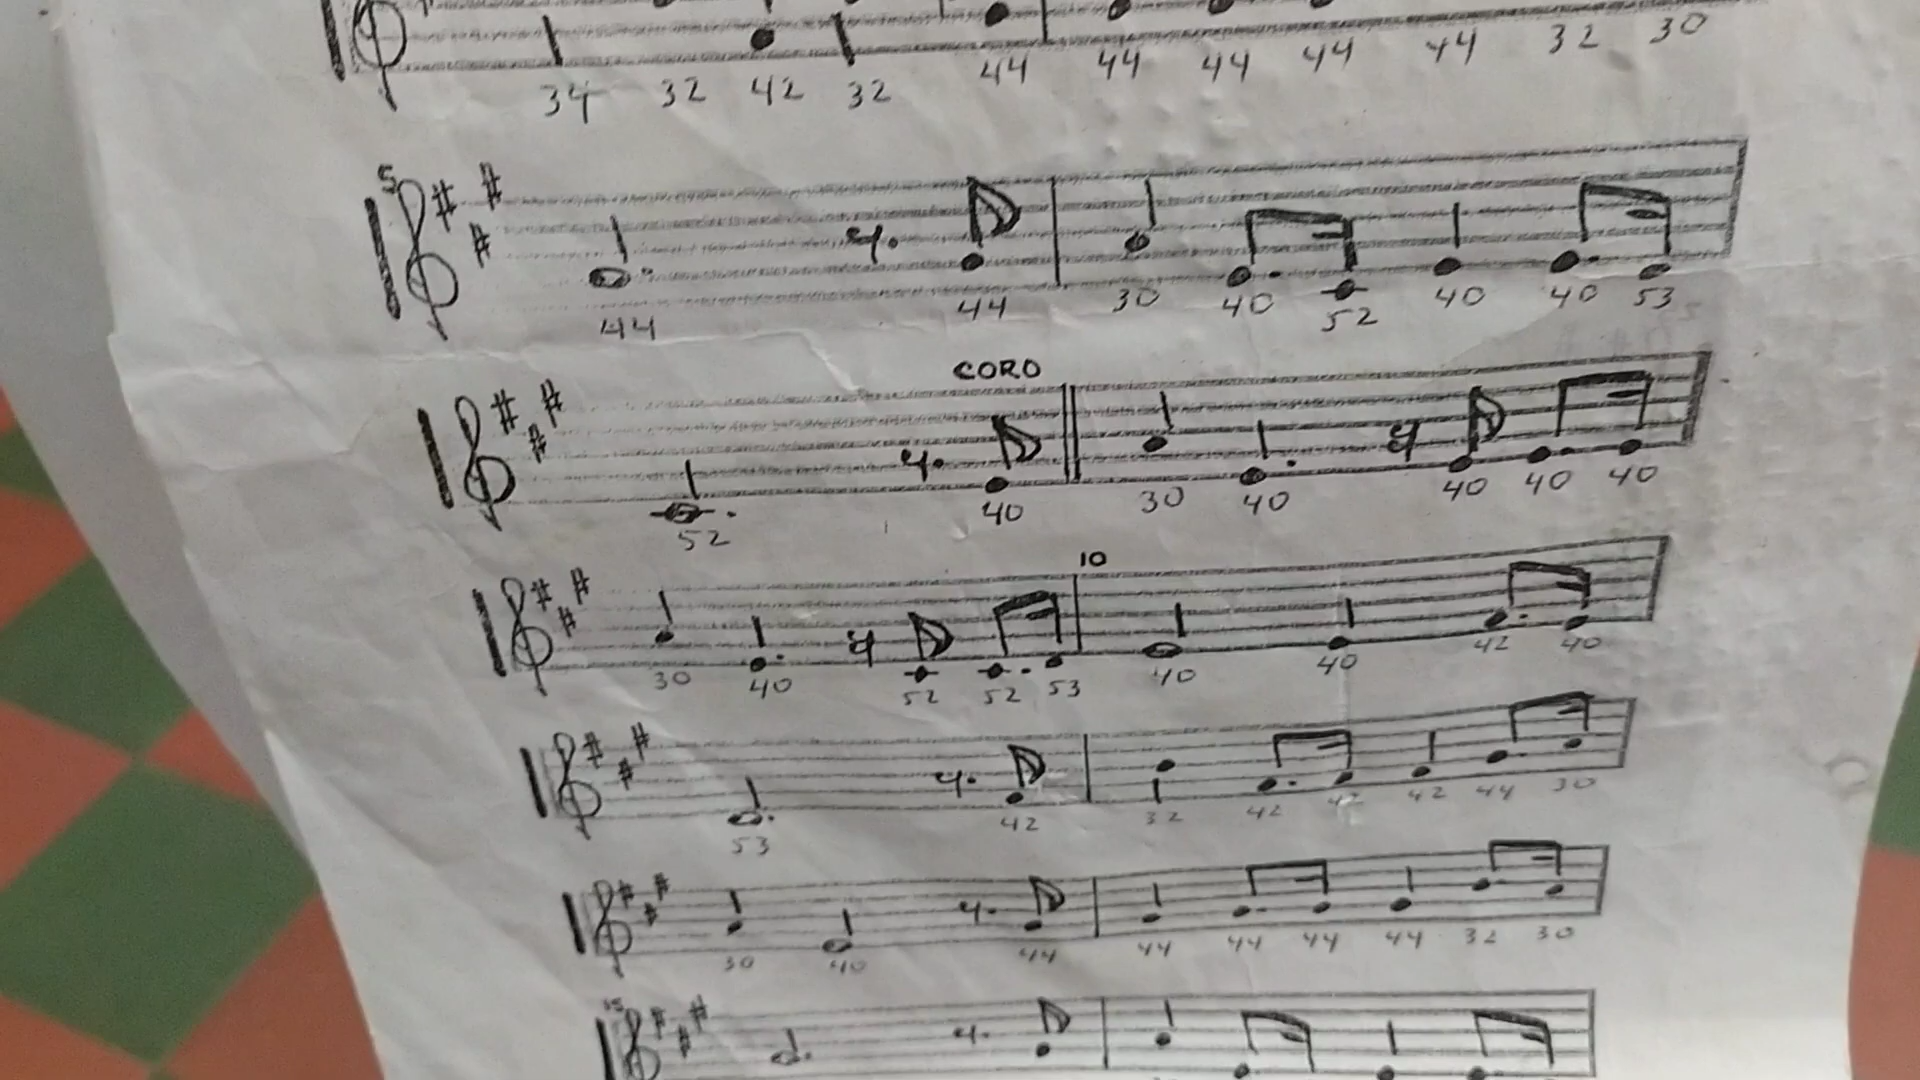 34 32 42 32 44 44 44 44 44 32 30
5
44 44 30 40 52 40 40 53
CORO
52 40 30 40 40 40 40
10
30 40 52 52 53 40 40 42 40
53 42 32 42 42 42 44 30
30 40 44 44 44 44 44 32 30
15